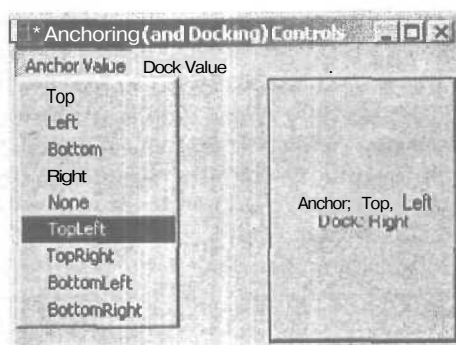 * Anchoring (and Docking) Controls
Anchor Value Dock Value
Top
Left
Bottom
Right
None
TopLeft
TopRight
BottomLeft
BottomRight
Anchor; Top, Left
Dock: Right